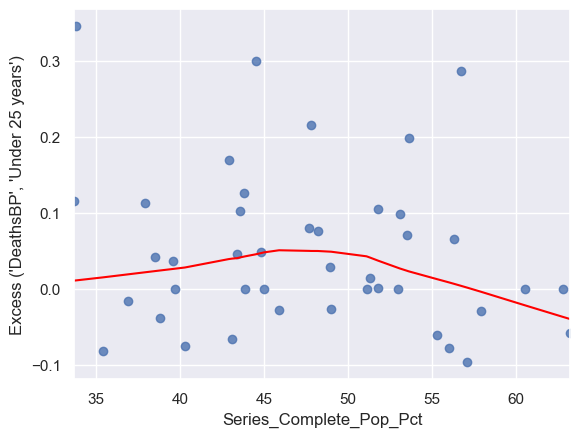 Excess ('DeathsBP', 'Under 25 years')
0.3
0.2
0.1
0.0
−0.1
35 40 45 50 55 60
Series_Complete_Pop_Pct